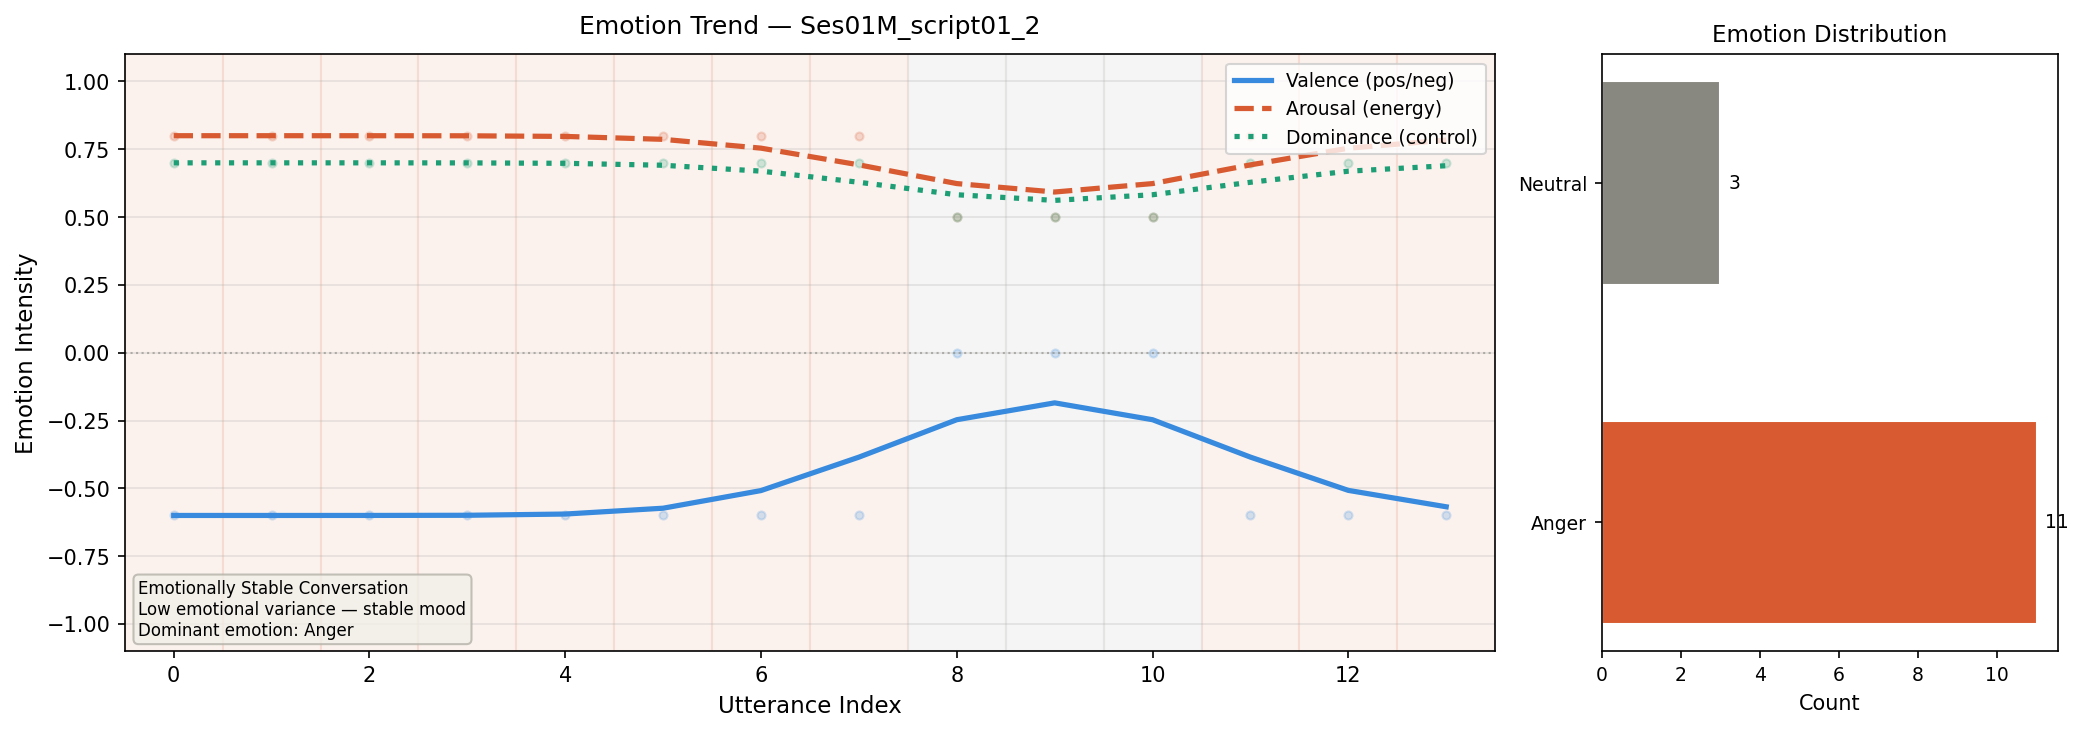 Emotion Trend — Ses01M_script01_2
Emotion Intensity
1.00
0.75
0.50
0.25
0.00
−0.25
−0.50
−0.75
−1.00
Valence (pos/neg)
Arousal (energy)
Dominance (control)
Emotionally Stable Conversation
Low emotional variance — stable mood
Dominant emotion: Anger
0 2 4 6 8 10 12
Utterance Index
Emotion Distribution
Neutral
3
Anger
11
0 2 4 6 8 10
Count